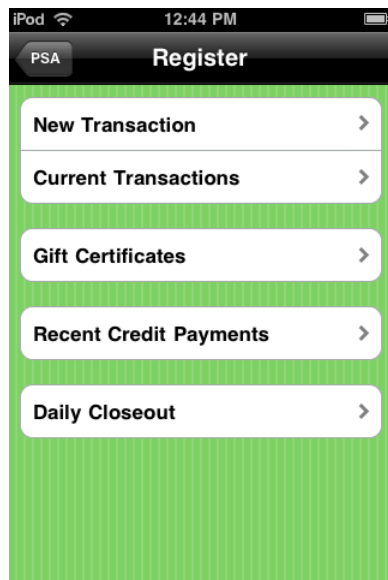 iPod 12:44 PM
PSA Register
New Transaction
Current Transactions
Gift Certificates
Recent Credit Payments
Daily Closeout